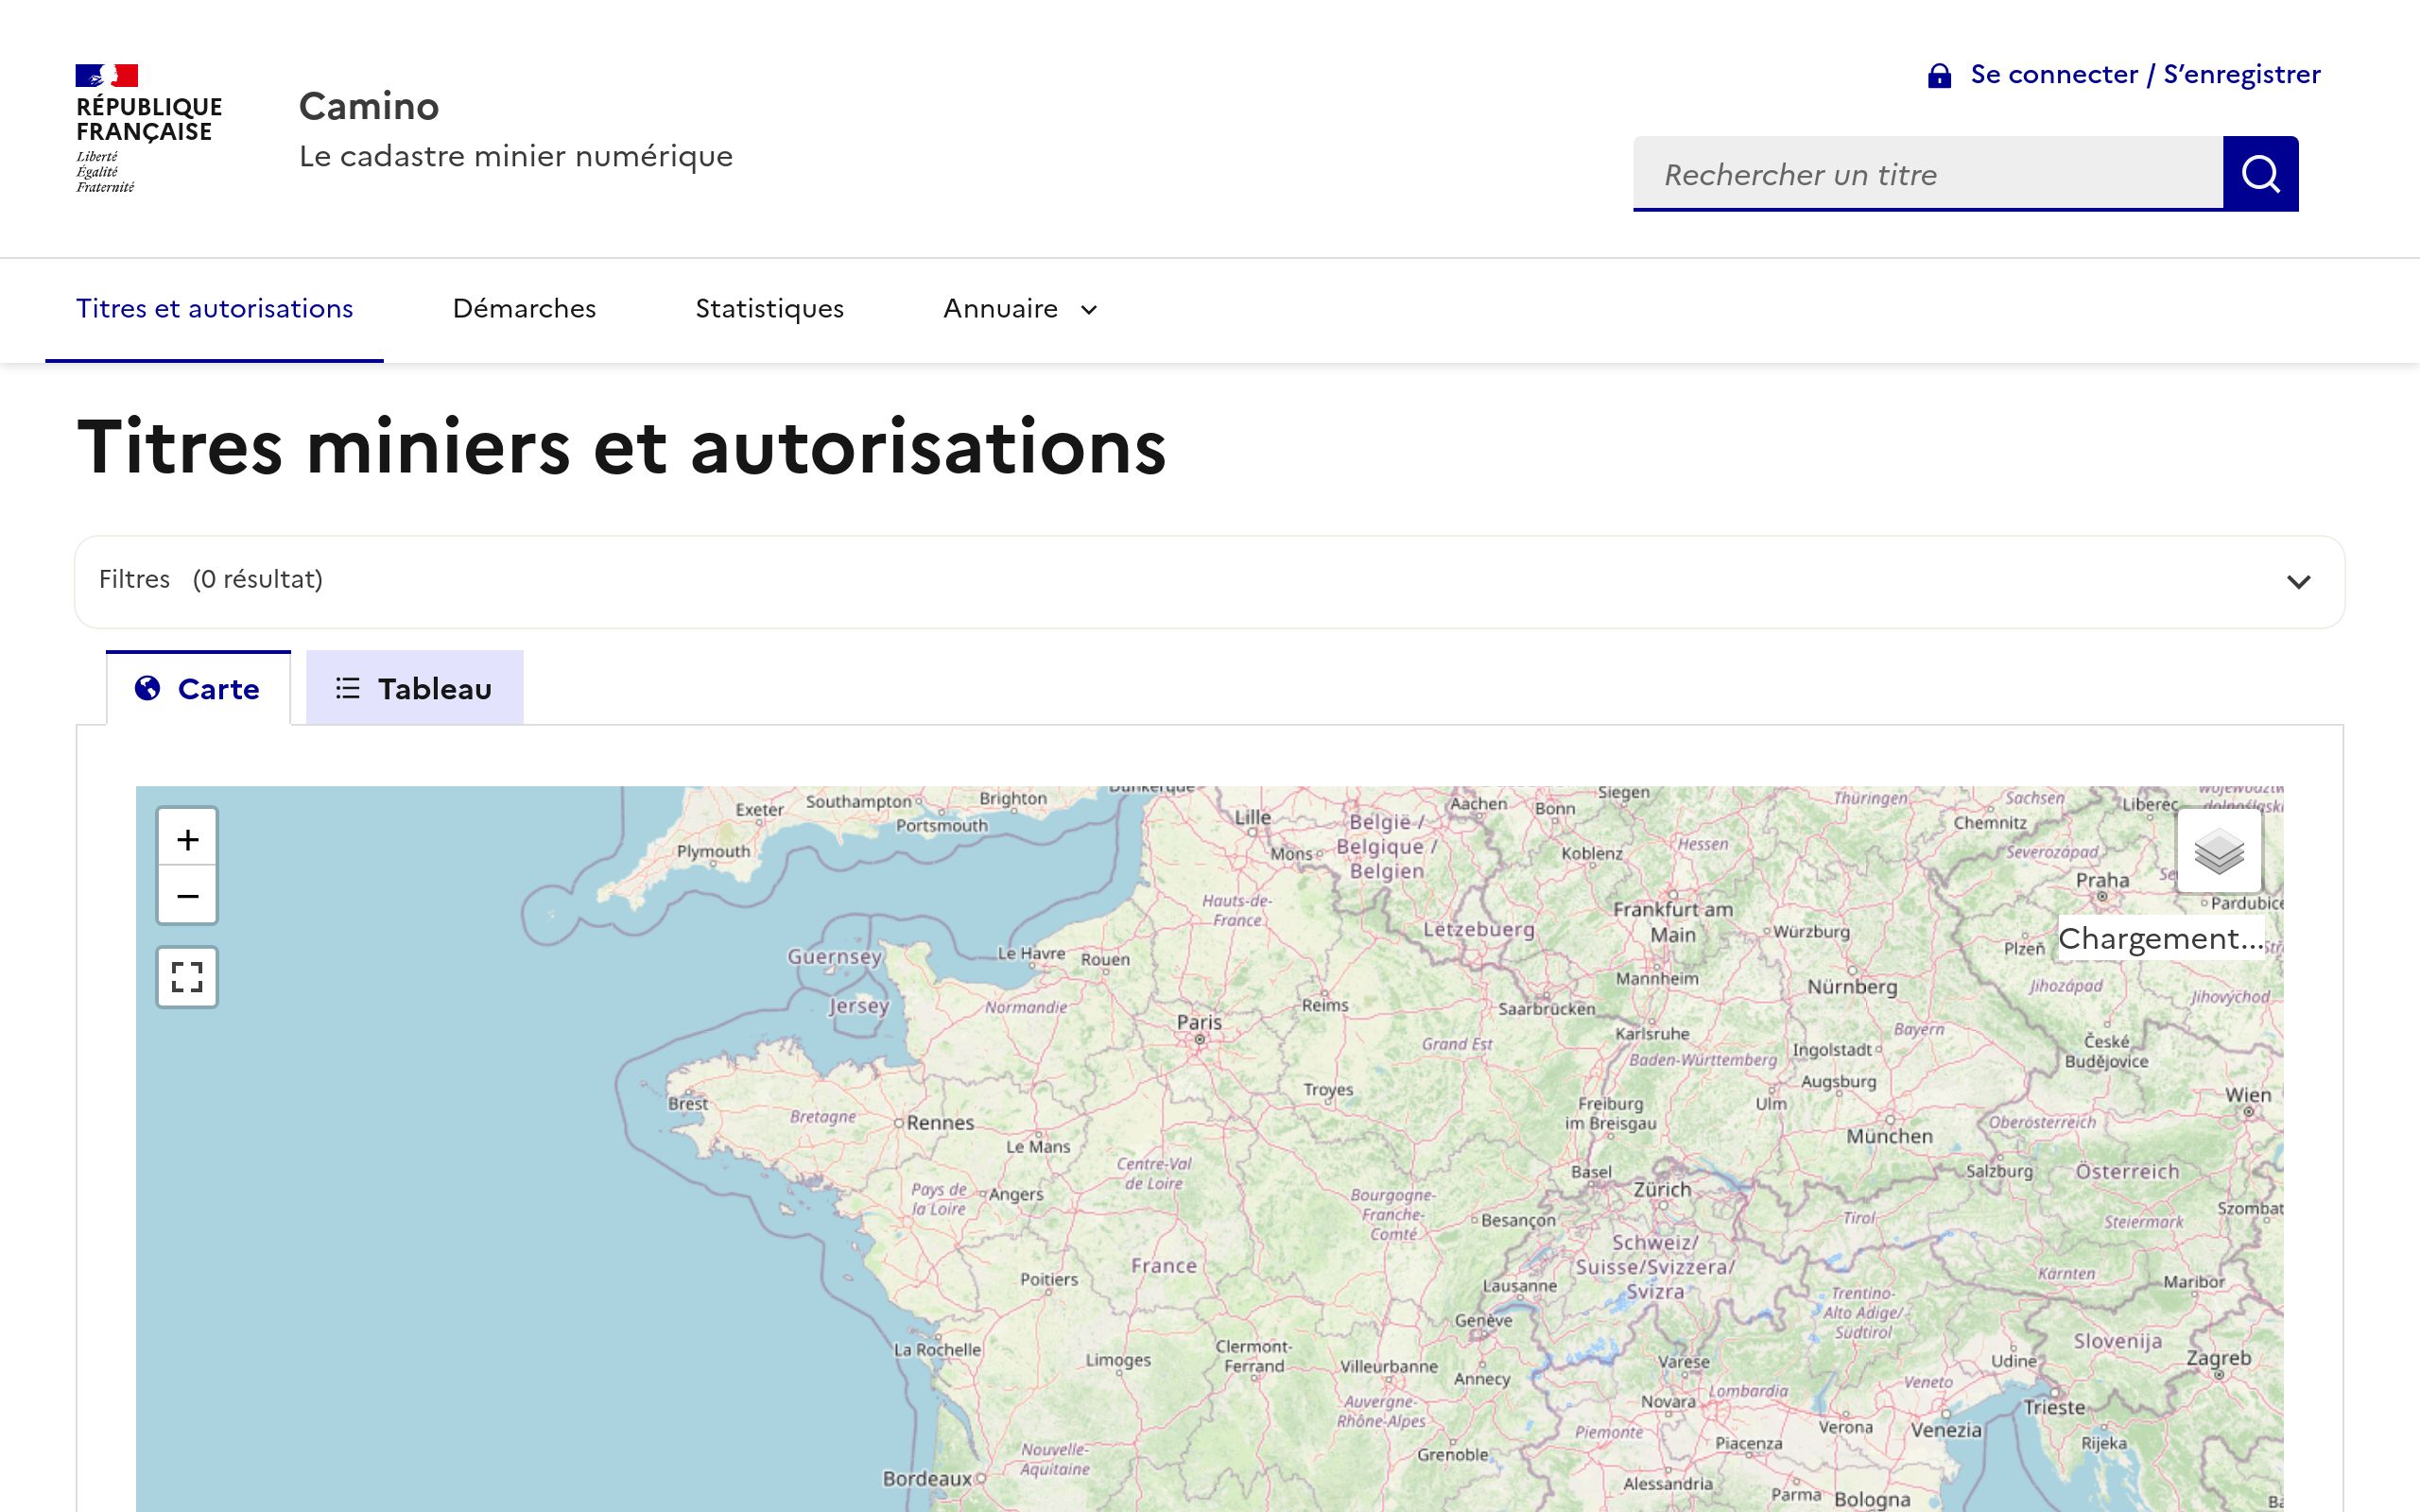 RÉPUBLIQUE
FRANÇAISE
Liberté
Égalité
Fraternité
Camino
Le cadastre minier numérique
Se connecter / S’enregistrer
Rechercher un titre
Titres et autorisations
Démarches
Statistiques
Annuaire
Titres miniers et autorisations
Filtres (0 résultat)
Carte
Tableau
+
−
Chargement...
Exeter
Southampton
Brighton
Portsmouth
Plymouth
Dunkerque
Lille
Mons
België /
Belgique /
Belgien
Aachen
Bonn
Siegen
Koblenz
Hessen
Thüringen
Sachsen
Chemnitz
Liberec
Severozápad
Praha
Pardubice
Hauts-de-
France
Lëtzebuerg
Frankfurt am
Main
Würzburg
Plzeň
Guernsey
Le Havre
Rouen
Jersey
Normandie
Reims
Saarbrücken
Mannheim
Nürnberg
Jihozápad
Jihovýchod
Paris
Grand Est
Karlsruhe
Baden-Württemberg
Bayern
Ingolstadt
České
Budějovice
Troyes
Augsburg
Brest
Bretagne
Rennes
Le Mans
Freiburg
im Breisgau
Ulm
München
Oberösterreich
Wien
Centre-Val
de Loire
Basel
Zürich
Salzburg
Österreich
Pays de
la Loire
Angers
Bourgogne-
Franche-
Comté
Besançon
Tirol
Steiermark
Szombat
France
Poitiers
Schweiz/
Suisse/Svizzera/
Svizra
Lausanne
Kärnten
Maribor
Genève
Trentino-
Alto Adige/
Südtirol
Slovenija
La Rochelle
Limoges
Clermont-
Ferrand
Villeurbanne
Annecy
Varese
Lombardia
Udine
Zagreb
Veneto
Auvergne-
Rhône-Alpes
Novara
Trieste
Nouvelle-
Aquitaine
Grenoble
Piemonte
Piacenza
Verona
Venezia
Rijeka
Bordeaux
Alessandria
Parma
Bologna